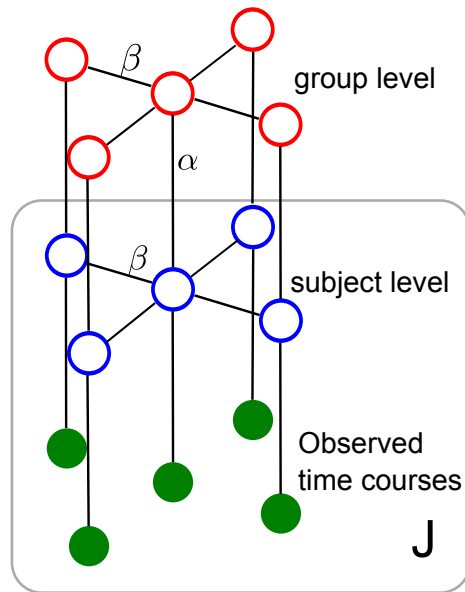 β
group level
α
β
subject level
Observed
time courses
J